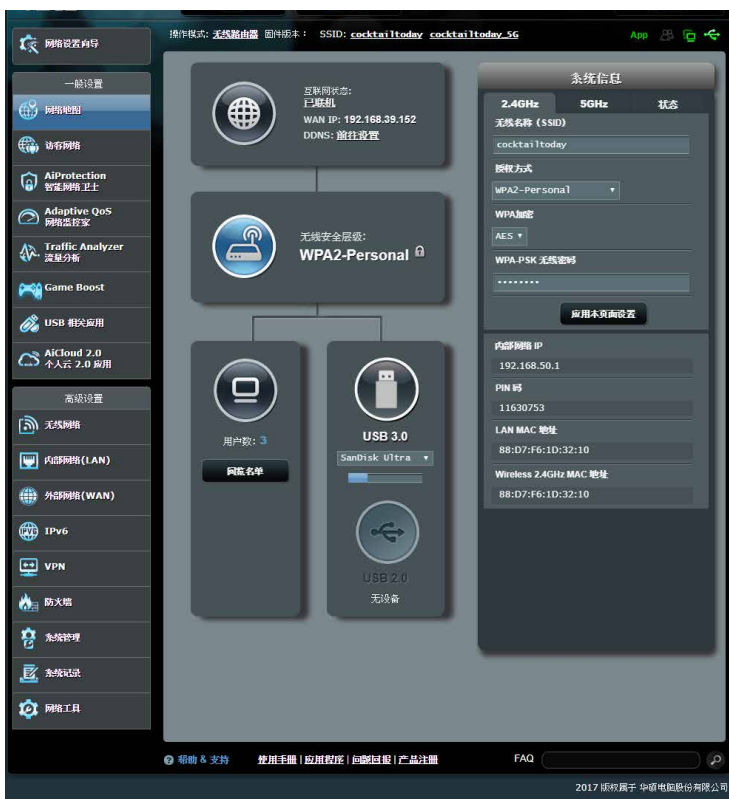 操作模式: 无线路由器 固件版本: SSID: cocktailtoday cocktailtoday_5G
App
网络设置向导
一般设置
网络地图
访客网络
AiProtection
智能网络卫士
Adaptive QoS
网络监控家
Traffic Analyzer
流量分析
Game Boost
USB 相关应用
AiCloud 2.0
个人云 2.0 应用
高级设置
无线网络
内部网络(LAN)
外部网络(WAN)
IPv6
VPN
防火墙
系统管理
系统记录
网络工具
互联网状态:
已联机
WAN IP: 192.168.39.152
DDNS: 前往设置
无线安全层级:
WPA2-Personal
用户数: 3
阅览名单
USB 3.0
SanDisk Ultra
USB 2.0
无设备
系统信息
2.4GHz 5GHz 状态
无线名称 (SSID)
cocktailtoday
授权方式
WPA2-Personal
WPA加密
AES
WPA-PSK 无线密码
········
应用本页面设置
内部网络 IP
192.168.50.1
PIN 码
11630753
LAN MAC 地址
88:D7:F6:1D:32:10
Wireless 2.4GHz MAC 地址
88:D7:F6:1D:32:10
帮助 & 支持 使用手册 | 应用程序 | 问题回报 | 产品注册 FAQ
2017 版权属于 华硕电脑股份有限公司